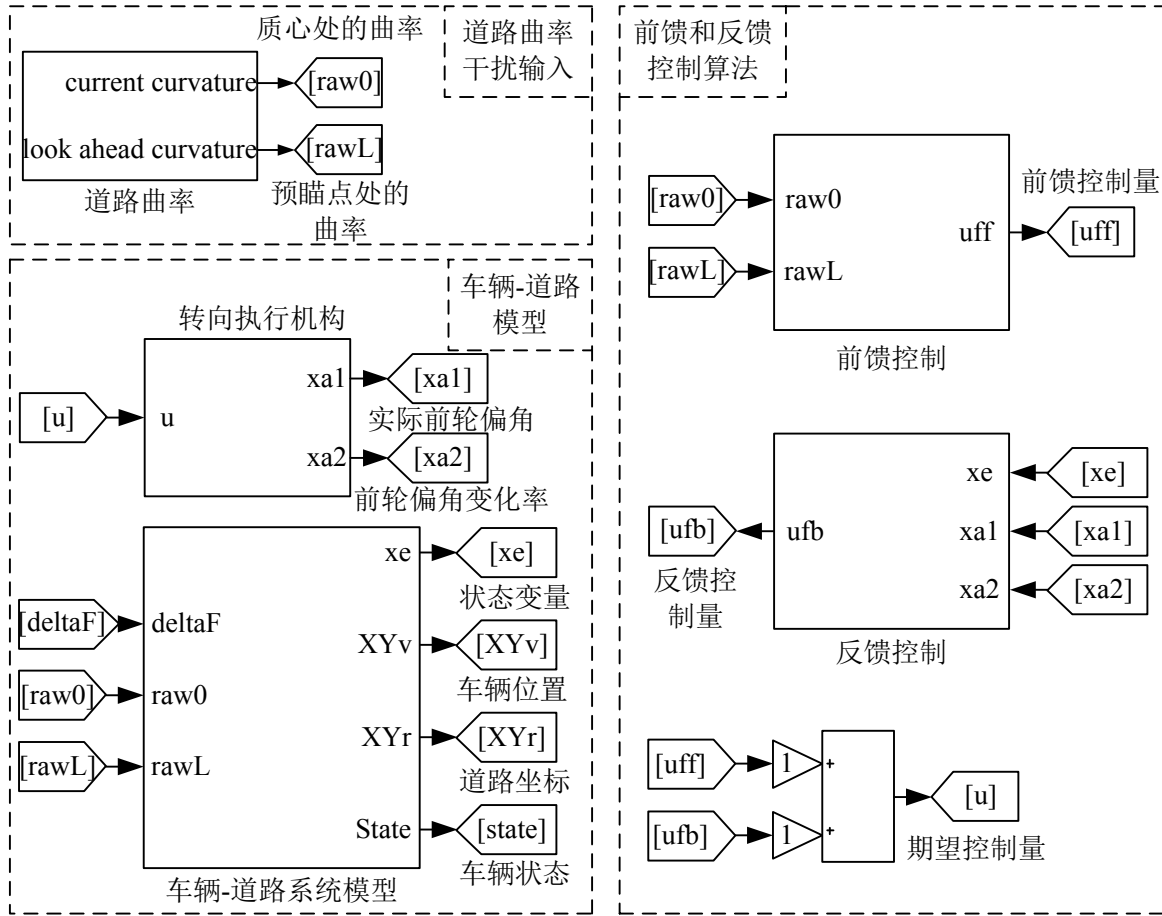 质心处的曲率
道路曲率
干扰输入
current curvature
[raw0]
look ahead curvature
[rawL]
道路曲率
预瞄点处的
曲率
车辆-道路
模型
转向执行机构
[u]
u
xa1
[xa1]
实际前轮偏角
xa2
[xa2]
前轮偏角变化率
xe
[xe]
状态变量
[deltaF]
deltaF
XYv
[XYv]
车辆位置
[raw0]
raw0
XYr
[XYr]
道路坐标
[rawL]
rawL
State
[state]
车辆状态
车辆-道路系统模型
前馈和反馈
控制算法
[raw0]
raw0
前馈控制量
uff
[uff]
[rawL]
rawL
前馈控制
xe
[xe]
[ufb]
ufb
xa1
[xa1]
反馈控
制量
xa2
[xa2]
反馈控制
[uff]
1
+
[u]
期望控制量
[ufb]
1
+